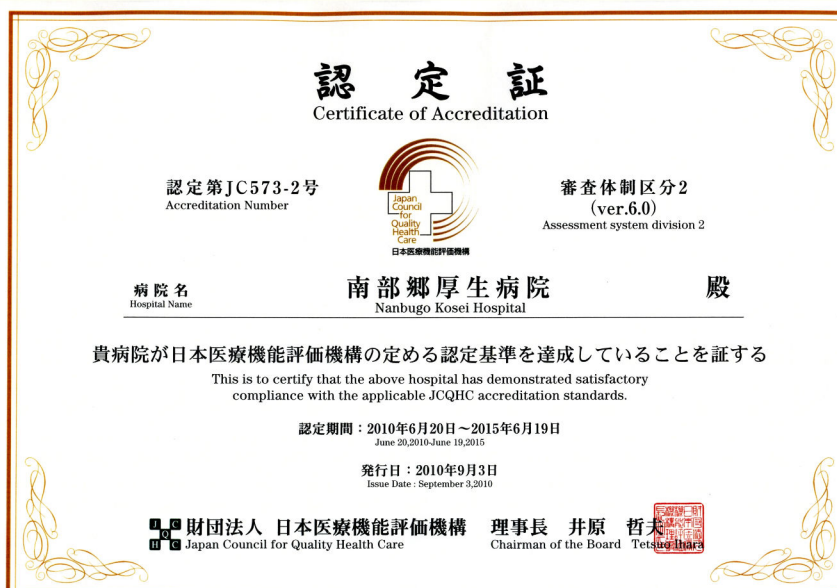 認定証
Certificate of Accreditation
認定第JC573-2号
Accreditation Number
Japan
Council
for
Quality
Health
Care
日本医療機能評価機構
審査体制区分2
(ver.6.0)
Assessment system division 2
病院名
Hospital Name
南部郷厚生病院 殿
Nanbugo Kosei Hospital
貴病院が日本医療機能評価機構の定める認定基準を達成していることを証する
This is to certify that the above hospital has demonstrated satisfactory
compliance with the applicable JCQHC accreditation standards.
認定期間：2010年6月20日～2015年6月19日
June 20,2010-June 19,2015
発行日：2010年9月3日
Issue Date : September 3,2010
J C
Q
H C
財団法人 日本医療機能評価機構
Japan Council for Quality Health Care
理事長 井原 哲夫
Chairman of the Board Tetsuo Ihara